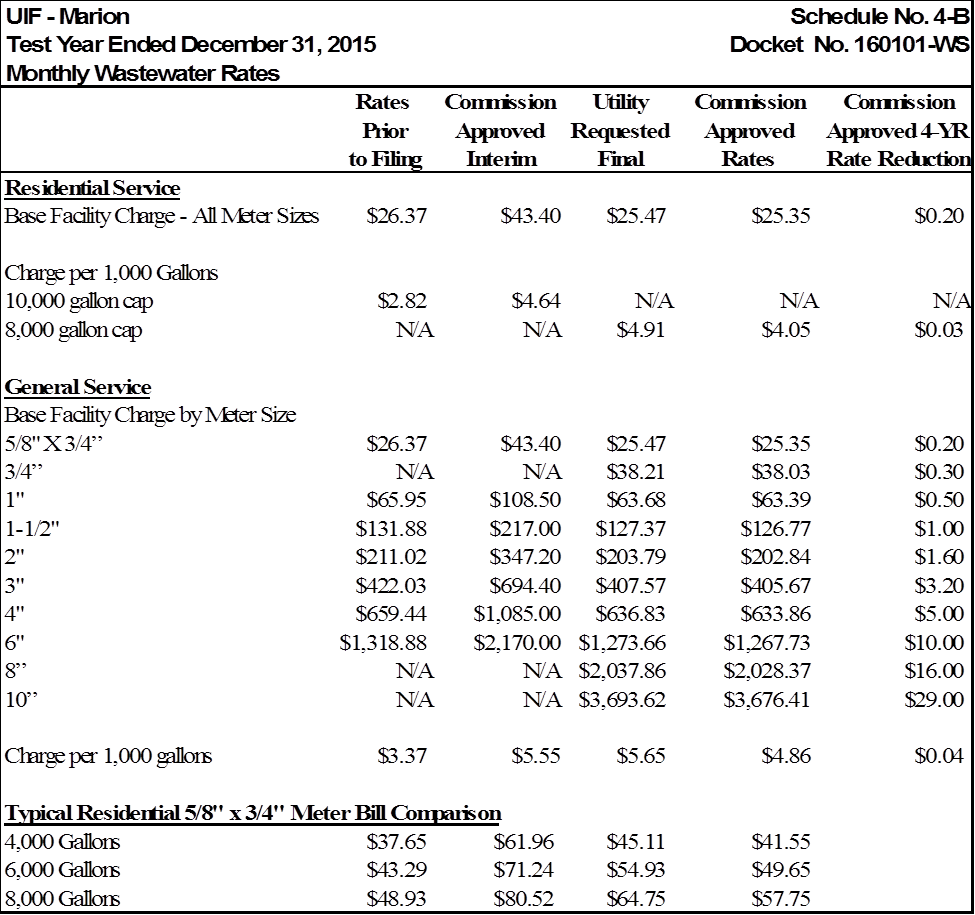 UIF - Marion Schedule No. 4-B
Test Year Ended December 31, 2015 Docket No. 160101-WS
Monthly Wastewater Rates
Rates Commission Utility Commission Commission
Prior Approved Requested Approved Approved 4-YR
to Filing Interim Final Rates Rate Reduction
Residential Service
Base Facility Charge - All Meter Sizes $26.37 $43.40 $25.47 $25.35 $0.20
Charge per 1,000 Gallons
10,000 gallon cap $2.82 $4.64 N/A N/A N/A
8,000 gallon cap N/A N/A $4.91 $4.05 $0.03
General Service
Base Facility Charge by Meter Size
5/8" X 3/4” $26.37 $43.40 $25.47 $25.35 $0.20
3/4” N/A N/A $38.21 $38.03 $0.30
1" $65.95 $108.50 $63.68 $63.39 $0.50
1-1/2" $131.88 $217.00 $127.37 $126.77 $1.00
2" $211.02 $347.20 $203.79 $202.84 $1.60
3" $422.03 $694.40 $407.57 $405.67 $3.20
4" $659.44 $1,085.00 $636.83 $633.86 $5.00
6" $1,318.88 $2,170.00 $1,273.66 $1,267.73 $10.00
8” N/A N/A $2,037.86 $2,028.37 $16.00
10” N/A N/A $3,693.62 $3,676.41 $29.00
Charge per 1,000 gallons $3.37 $5.55 $5.65 $4.86 $0.04
Typical Residential 5/8" x 3/4" Meter Bill Comparison
4,000 Gallons $37.65 $61.96 $45.11 $41.55
6,000 Gallons $43.29 $71.24 $54.93 $49.65
8,000 Gallons $48.93 $80.52 $64.75 $57.75